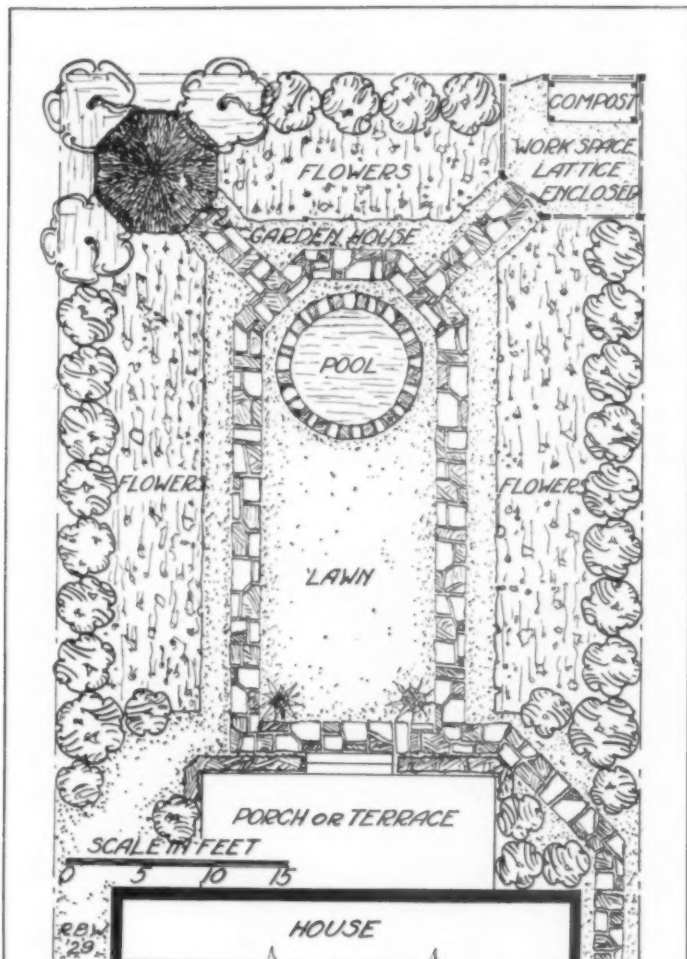 COMPOST
WORK SPACE
LATTICE
ENCLOSED
FLOWERS
GARDEN HOUSE
POOL
FLOWERS
FLOWERS
LAWN
PORCH OR TERRACE
SCALE IN FEET
0 5 10 15
HOUSE
R.B.W.
'29